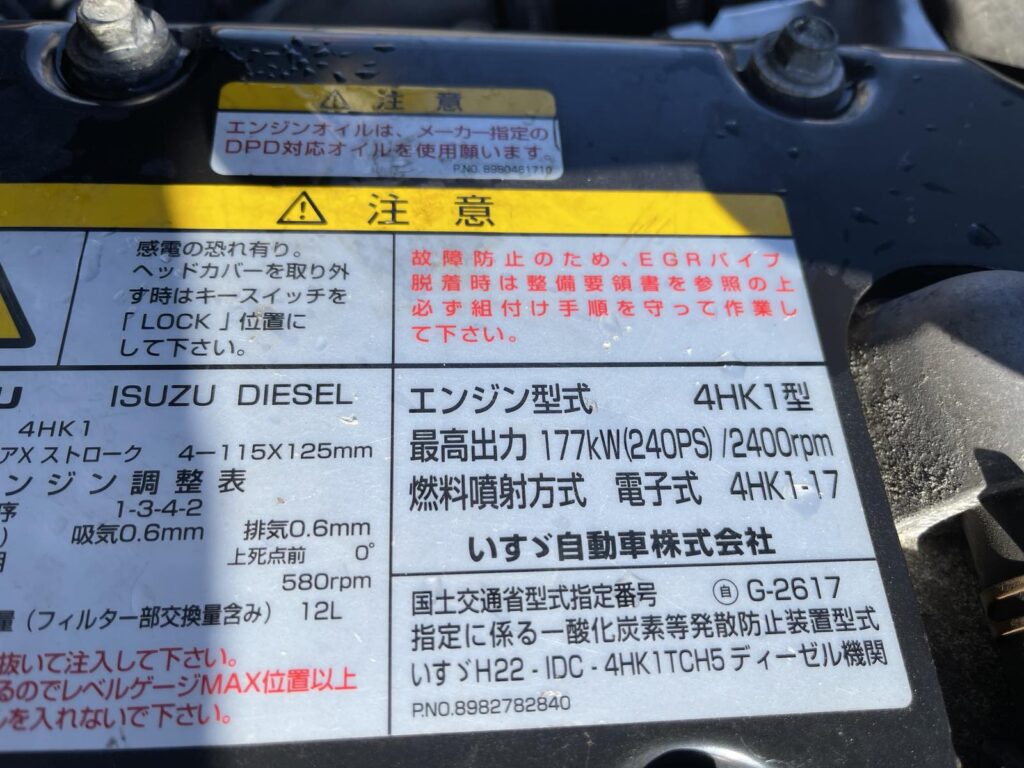 注意
エンジンオイルは、メーカー指定の
DPD対応オイルを使用願います。
P.NO. 8980461710
注意
感電の恐れ有り。
ヘッドカバーを取り外
す時はキースイッチを
「LOCK」位置に
して下さい。
故障防止のため、EGRパイプ
脱着時は整備要領書を参照の上
必ず組付け手順を守って作業し
て下さい。
U ISUZU DIESEL
4HK1
アX ストローク 4−115X125mm
ンジン調整表
序 1-3-4-2
) 吸気0.6mm 排気0.6mm
用 上死点前 0°
580rpm
量(フィルター部交換量含み) 12L
抜いて注入して下さい。
るのでレベルゲージMAX位置以上
を入れないで下さい。
エンジン型式 4HK1型
最高出力 177kW(240PS)/2400rpm
燃料噴射方式 電子式 4HK1-17
いすゞ自動車株式会社
国土交通省型式指定番号 ㊀自 G-2617
指定に係る一酸化炭素等発散防止装置型式
いすゞH22-IDC-4HK1TCH5ディーゼル機関
P.NO.8982782840